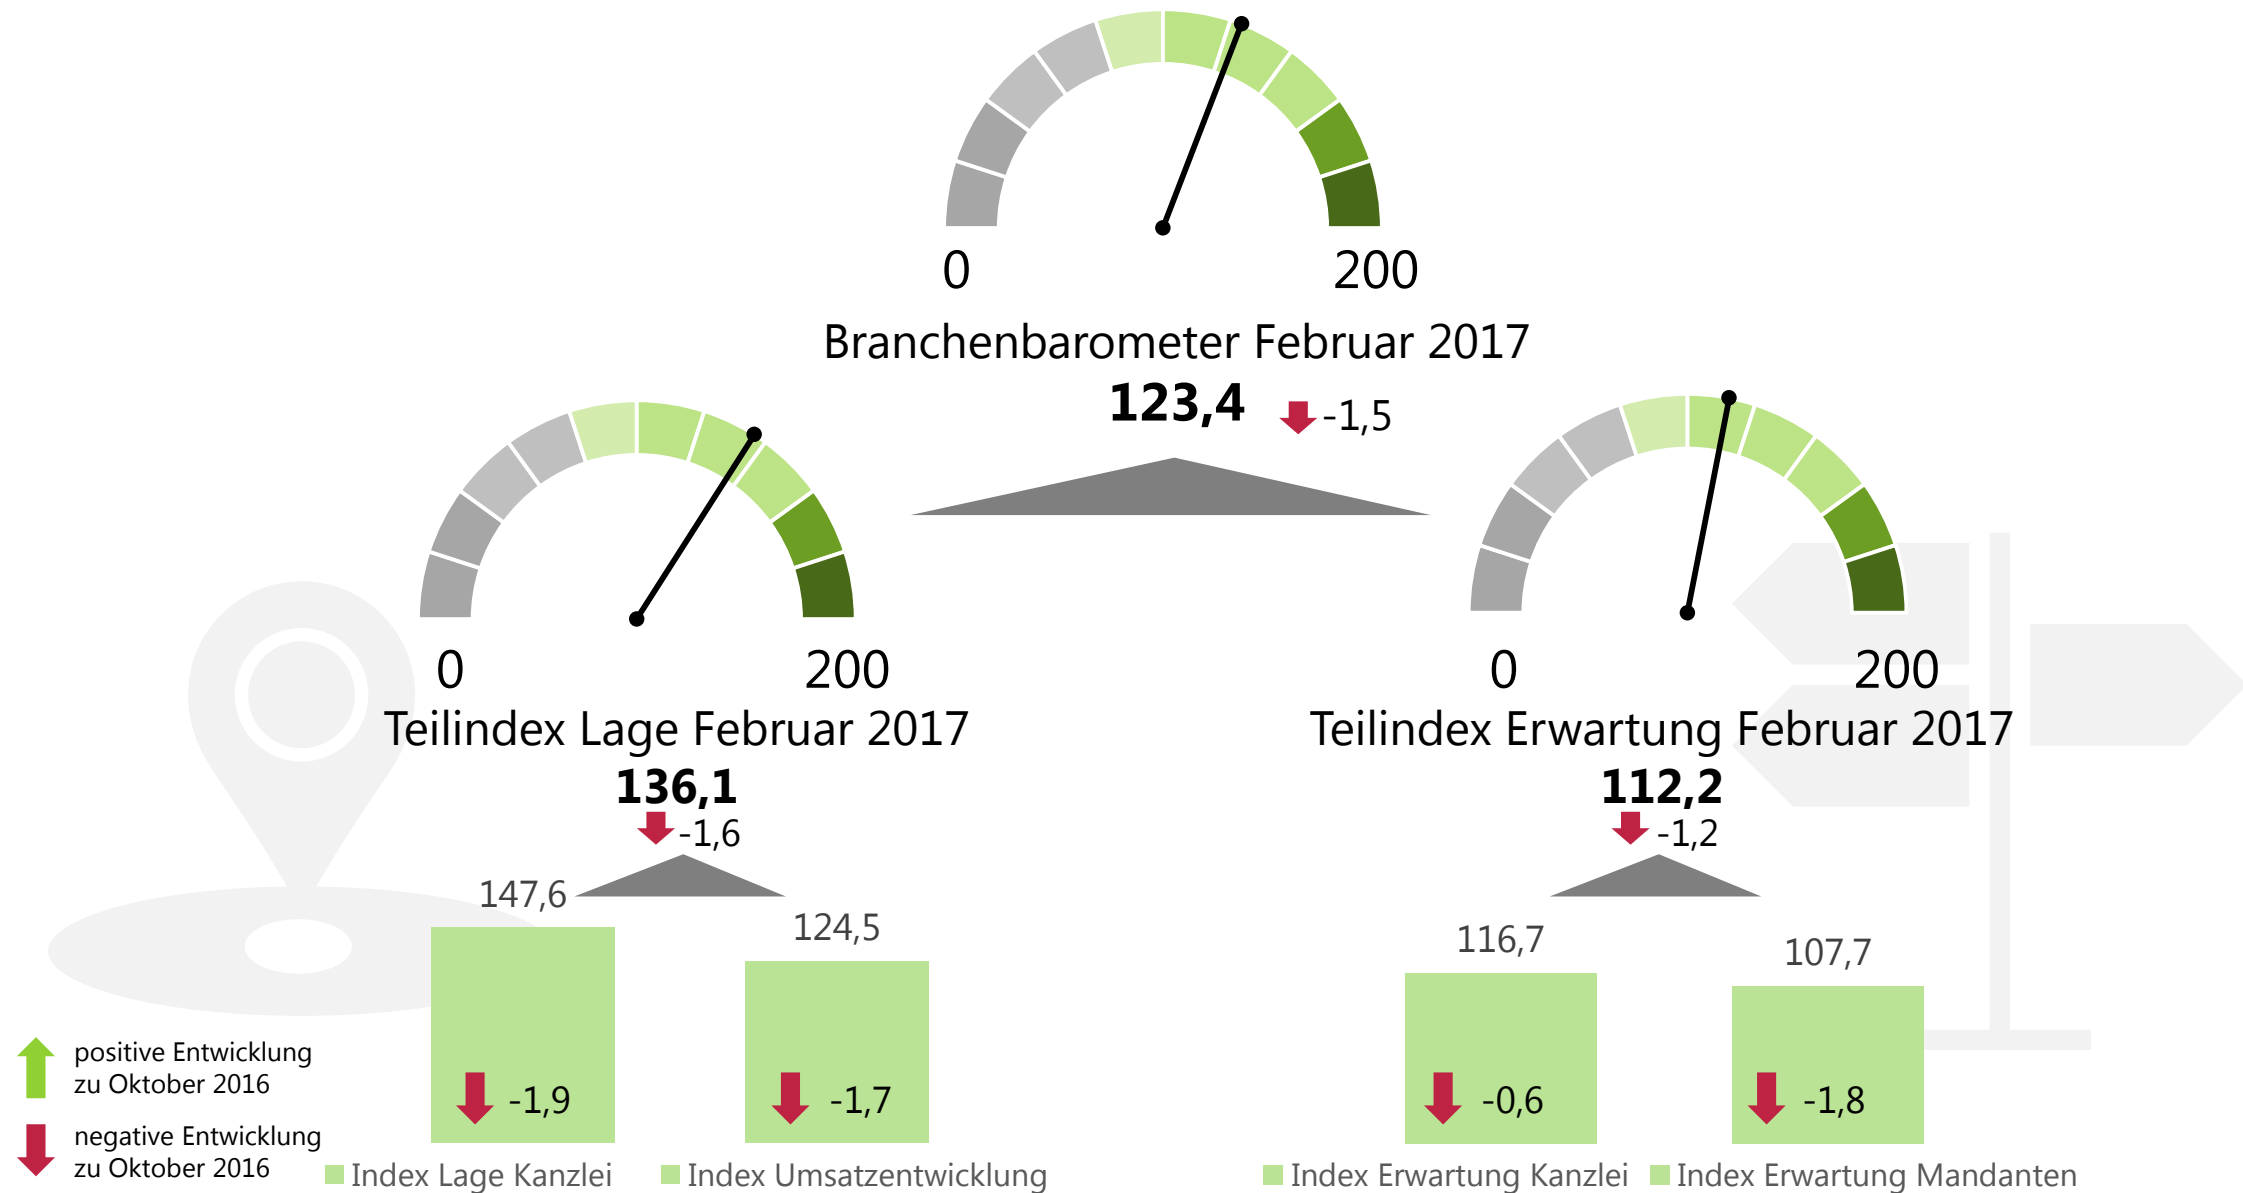 0
200
Branchenbarometer Februar 2017
123,4
-1,5
0
200
Teilindex Lage Februar 2017
136,1
-1,6
0
200
Teilindex Erwartung Februar 2017
112,2
-1,2
147,6
124,5
116,7
107,7
-1,9
-1,7
-0,6
-1,8
positive Entwicklung
zu Oktober 2016
negative Entwicklung
zu Oktober 2016
Index Lage Kanzlei
Index Umsatzentwicklung
Index Erwartung Kanzlei
Index Erwartung Mandanten